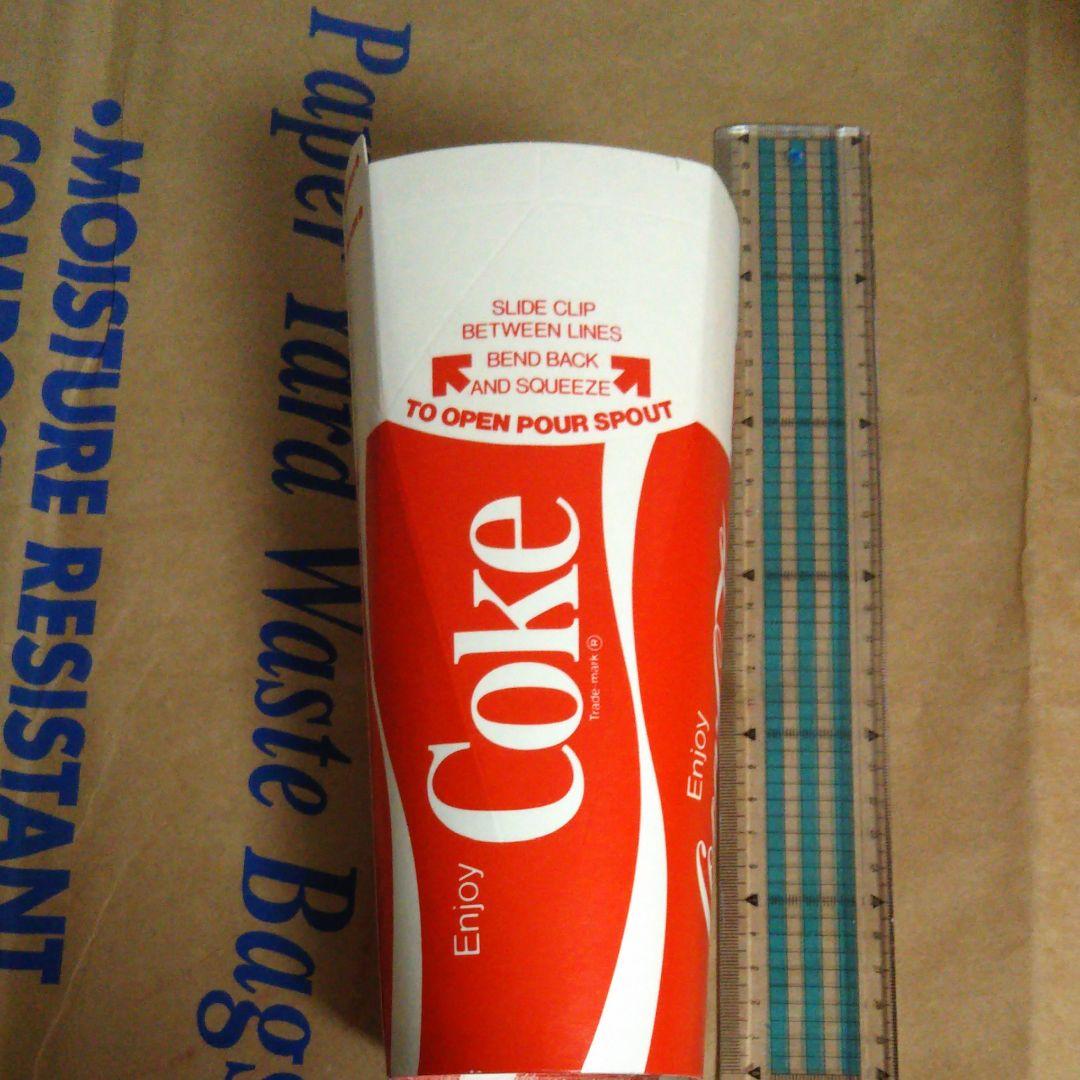 SLIDE CLIP
BETWEEN LINES
BEND BACK
AND SQUEEZE
TO OPEN POUR SPOUT
Enjoy
Coke
Trade-mark ®
Enjoy
Paper Yard Waste Bags
•MOISTURE RESISTANT